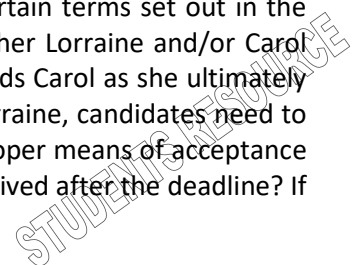 rtain terms set out in the
her Lorraine and/or Carol
ds Carol as she ultimately
rraine, candidates need to
oper means of acceptance
ived after the deadline? If
STUDENTS RESOURCE